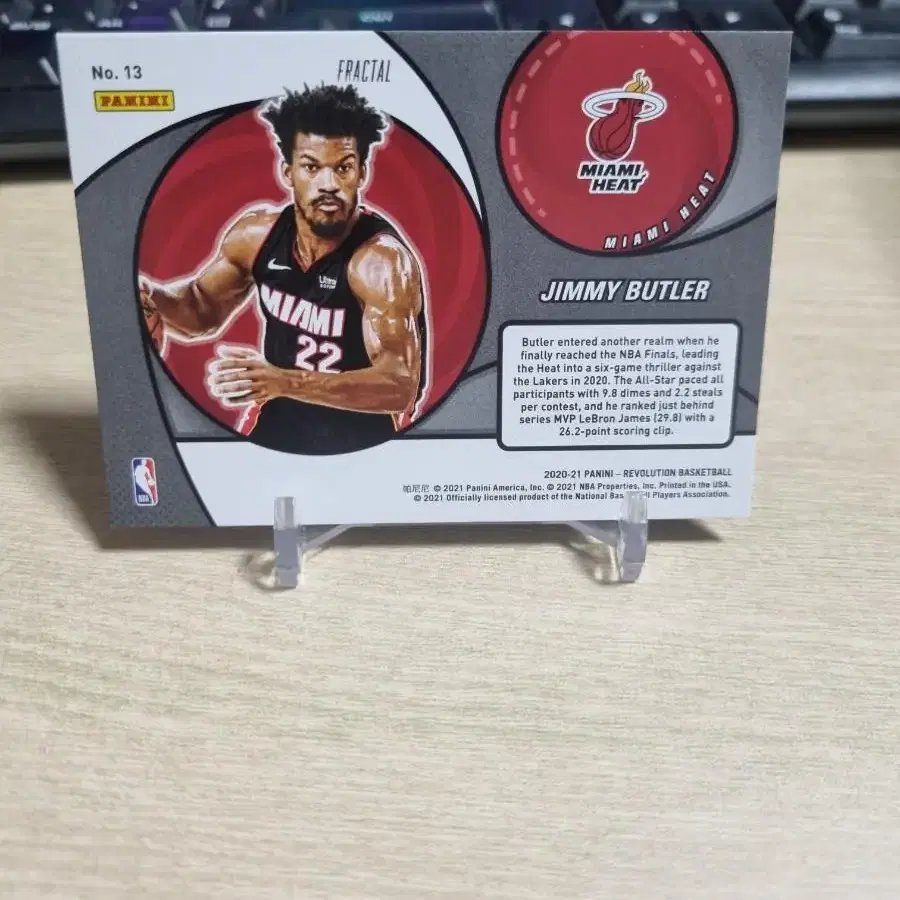 No. 13
PANINI
FRACTAL
MIAMI
HEAT
MIAMI HEAT
MIAMI
22
JIMMY BUTLER
Butler entered another realm when he
finally reached the NBA Finals, leading
the Heat into a six-game thriller against
the Lakers in 2020. The All-Star paced all
participants with 9.8 dimes and 2.2 steals
per contest, and he ranked just behind
series MVP LeBron James (29.8) with a
26.2-point scoring clip.
2020-21 PANINI – REVOLUTION BASKETBALL
帕尼尼 © 2021 Panini America, Inc. © 2021 NBA Properties, Inc. Printed in the USA.
© 2021 Officially licensed product of the National Players Association.
NBA